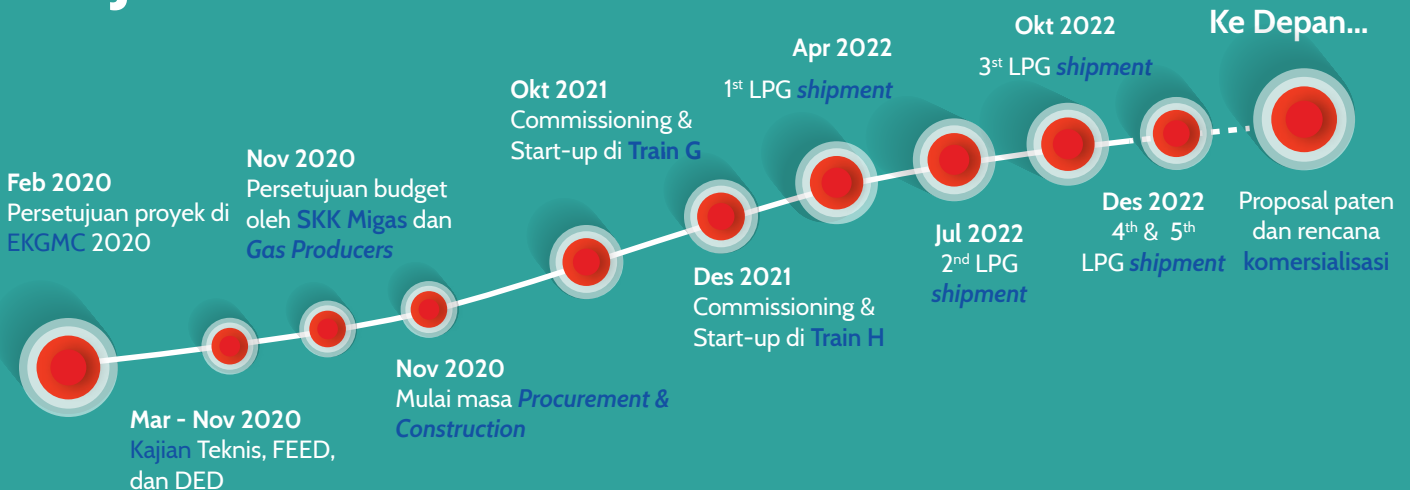 Feb 2020
Persetujuan proyek di
EKGMC 2020
Mar - Nov 2020
Kajian Teknis, FEED,
dan DED
Nov 2020
Persetujuan budget
oleh SKK Migas dan
Gas Producers
Nov 2020
Mulai masa Procurement &
Construction
Okt 2021
Commissioning &
Start-up di Train G
Des 2021
Commissioning &
Start-up di Train H
Apr 2022
1st LPG shipment
Jul 2022
2nd LPG
shipment
Okt 2022
3st LPG shipment
Des 2022
4th & 5th
LPG shipment
Ke Depan...
Proposal paten
dan rencana
komersialisasi